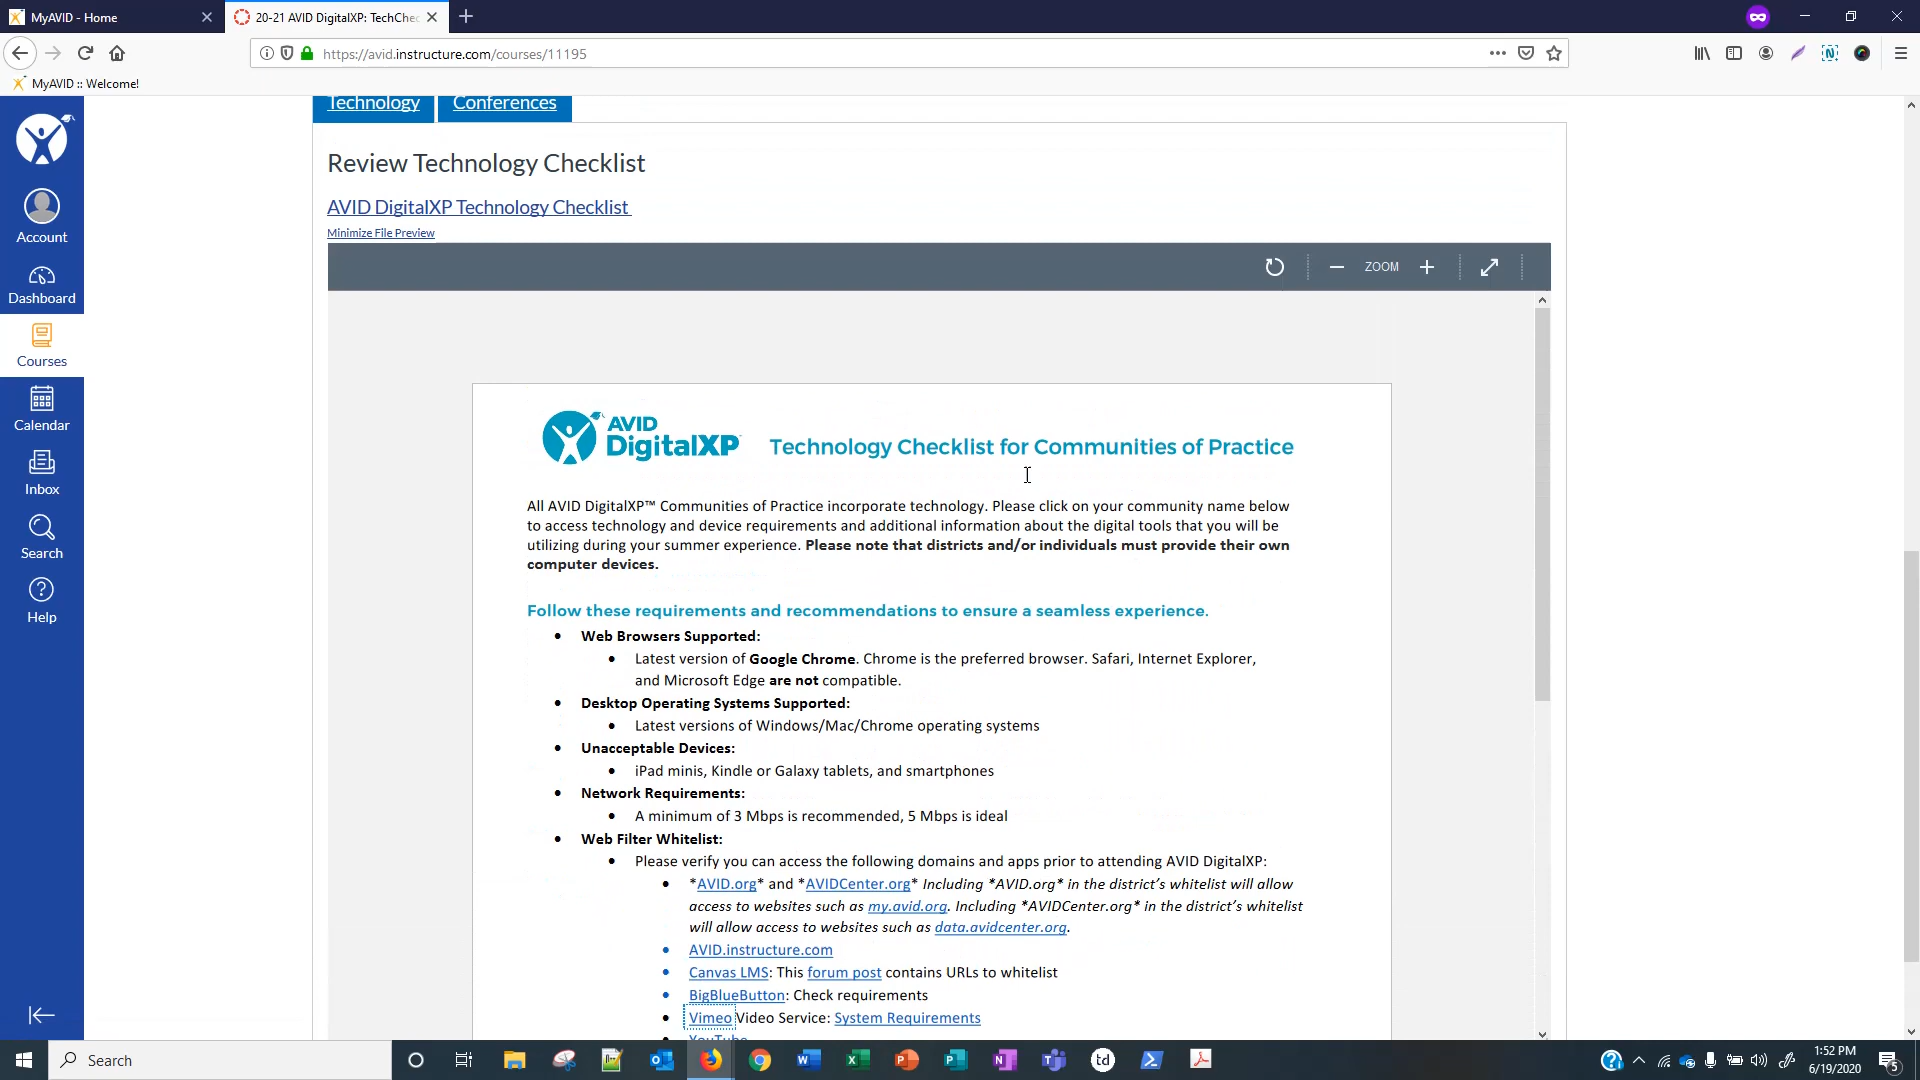 MyAVID - Home
20-21 AVID DigitalXP: TechChec
https://avid.instructure.com/courses/11195
MyAVID :: Welcome!
Technology
Conferences
Account
Dashboard
Courses
Calendar
Inbox
Search
Help
Review Technology Checklist
AVID DigitalXP Technology Checklist
Minimize File Preview
ZOOM
AVID
DigitalXP
Technology Checklist for Communities of Practice
All AVID DigitalXP™ Communities of Practice incorporate technology. Please click on your community name below
to access technology and device requirements and additional information about the digital tools that you will be
utilizing during your summer experience. Please note that districts and/or individuals must provide their own
computer devices.
Follow these requirements and recommendations to ensure a seamless experience.
• Web Browsers Supported:
• Latest version of Google Chrome. Chrome is the preferred browser. Safari, Internet Explorer,
and Microsoft Edge are not compatible.
• Desktop Operating Systems Supported:
• Latest versions of Windows/Mac/Chrome operating systems
• Unacceptable Devices:
• iPad minis, Kindle or Galaxy tablets, and smartphones
• Network Requirements:
• A minimum of 3 Mbps is recommended, 5 Mbps is ideal
• Web Filter Whitelist:
• Please verify you can access the following domains and apps prior to attending AVID DigitalXP:
• *AVID.org* and *AVIDCenter.org* Including *AVID.org* in the district's whitelist will allow
access to websites such as my.avid.org. Including *AVIDCenter.org* in the district's whitelist
will allow access to websites such as data.avidcenter.org.
• AVID.instructure.com
• Canvas LMS: This forum post contains URLs to whitelist
• BigBlueButton: Check requirements
• Vimeo Video Service: System Requirements
YouTube
Search
td
1:52 PM
6/19/2020
5